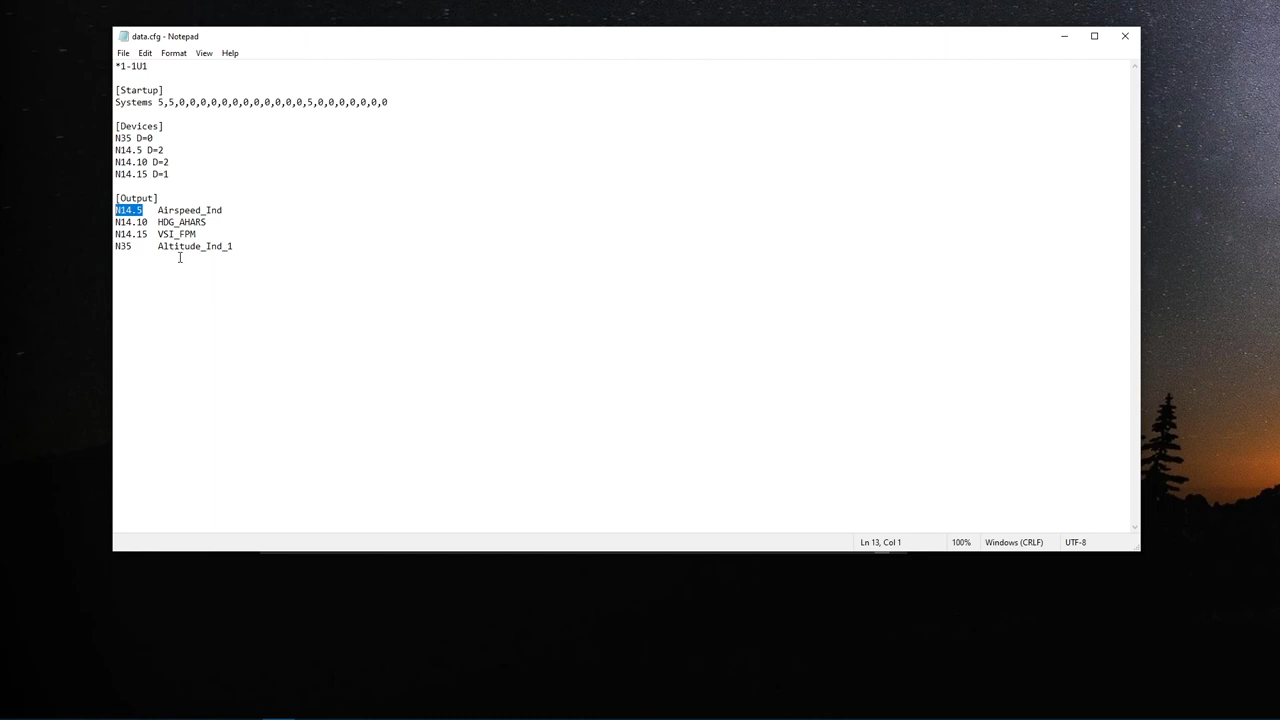 data.cfg - Notepad
File Edit Format View Help
*1-1U1
[Startup]
Systems 5,5,0,0,0,0,0,0,0,0,0,0,0,0,5,0,0,0,0,0,0,0
[Devices]
N35 D=0
N14.5 D=2
N14.10 D=2
N14.15 D=1
[Output]
N14.5 Airspeed_Ind
N14.10 HDG_AHARS
N14.15 VSI_FPM
N35 Altitude_Ind_1
Ln 13, Col 1 100% Windows (CRLF) UTF-8